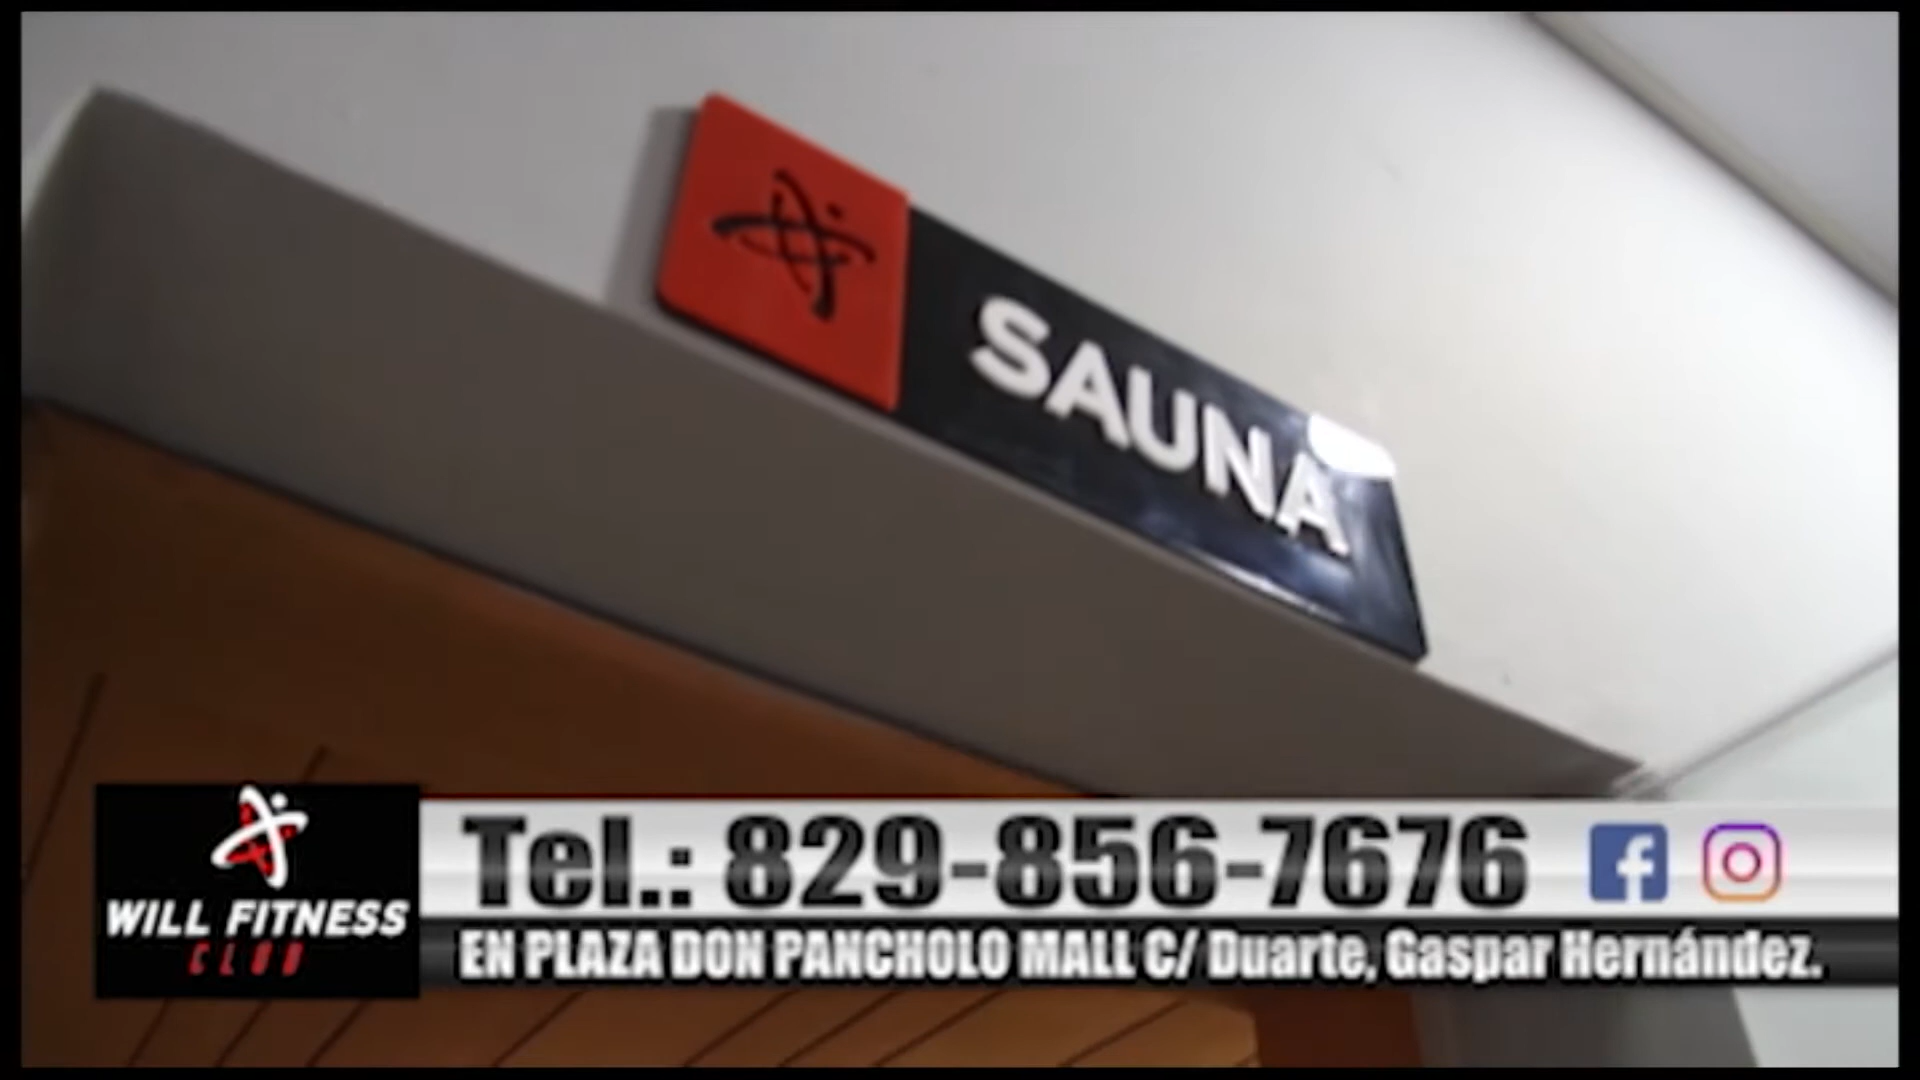 SAUNA
Tel.: 829-856-7676
WILL FITNESS
CLUB
EN PLAZA DON PANCHOLO MALL C/ Duarte, Gaspar Hernández.